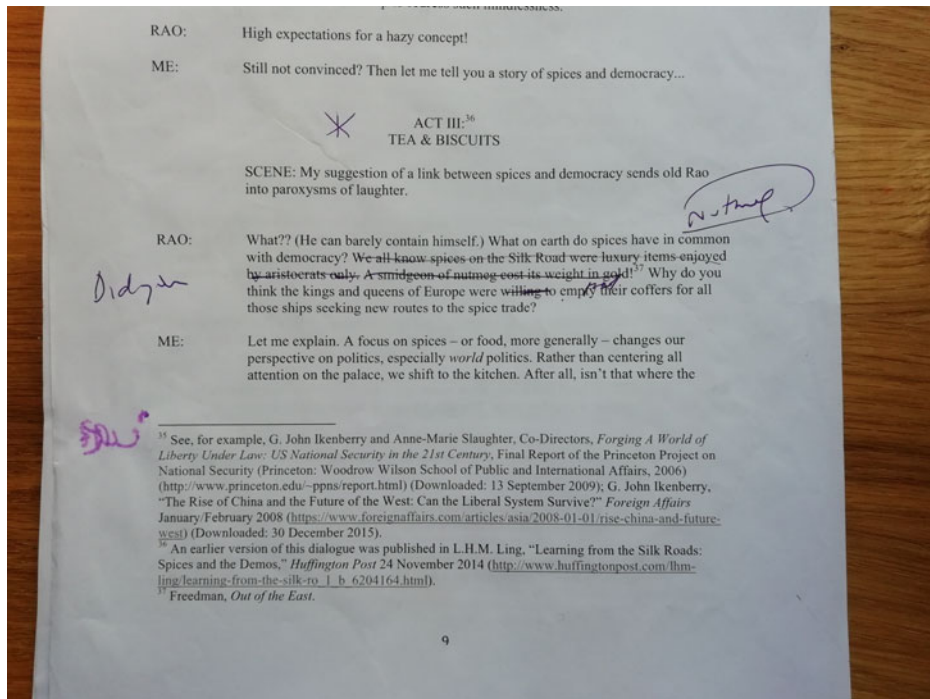 RAO: High expectations for a hazy concept!
ME: Still not convinced? Then let me tell you a story of spices and democracy...
ACT III:³⁶
TEA & BISCUITS
SCENE: My suggestion of a link between spices and democracy sends old Rao
into paroxysms of laughter.
Nutmeg
RAO: What?? (He can barely contain himself.) What on earth do spices have in common
with democracy? We all know spices on the Silk Road were luxury items enjoyed
by aristocrats only. A smidgeon of nutmeg cost its weight in gold!³⁷ Why do you
think the kings and queens of Europe were willing to empty their coffers for all
those ships seeking new routes to the spice trade?
ME: Let me explain. A focus on spices – or food, more generally – changes our
perspective on politics, especially world politics. Rather than centering all
attention on the palace, we shift to the kitchen. After all, isn't that where the
³⁵ See, for example, G. John Ikenberry and Anne-Marie Slaughter, Co-Directors, Forging A World of
Liberty Under Law: US National Security in the 21st Century, Final Report of the Princeton Project on
National Security (Princeton: Woodrow Wilson School of Public and International Affairs, 2006)
(http://www.princeton.edu/~ppns/report.html) (Downloaded: 13 September 2009); G. John Ikenberry,
“The Rise of China and the Future of the West: Can the Liberal System Survive?” Foreign Affairs
January/February 2008 (https://www.foreignaffairs.com/articles/asia/2008-01-01/rise-china-and-future-
west) (Downloaded: 30 December 2015).
³⁶ An earlier version of this dialogue was published in L.H.M. Ling, “Learning from the Silk Roads:
Spices and the Demos,” Huffington Post 24 November 2014 (http://www.huffingtonpost.com/lhm-
ling/learning-from-the-silk-ro_1_b_6204164.html).
³⁷ Freedman, Out of the East.
9